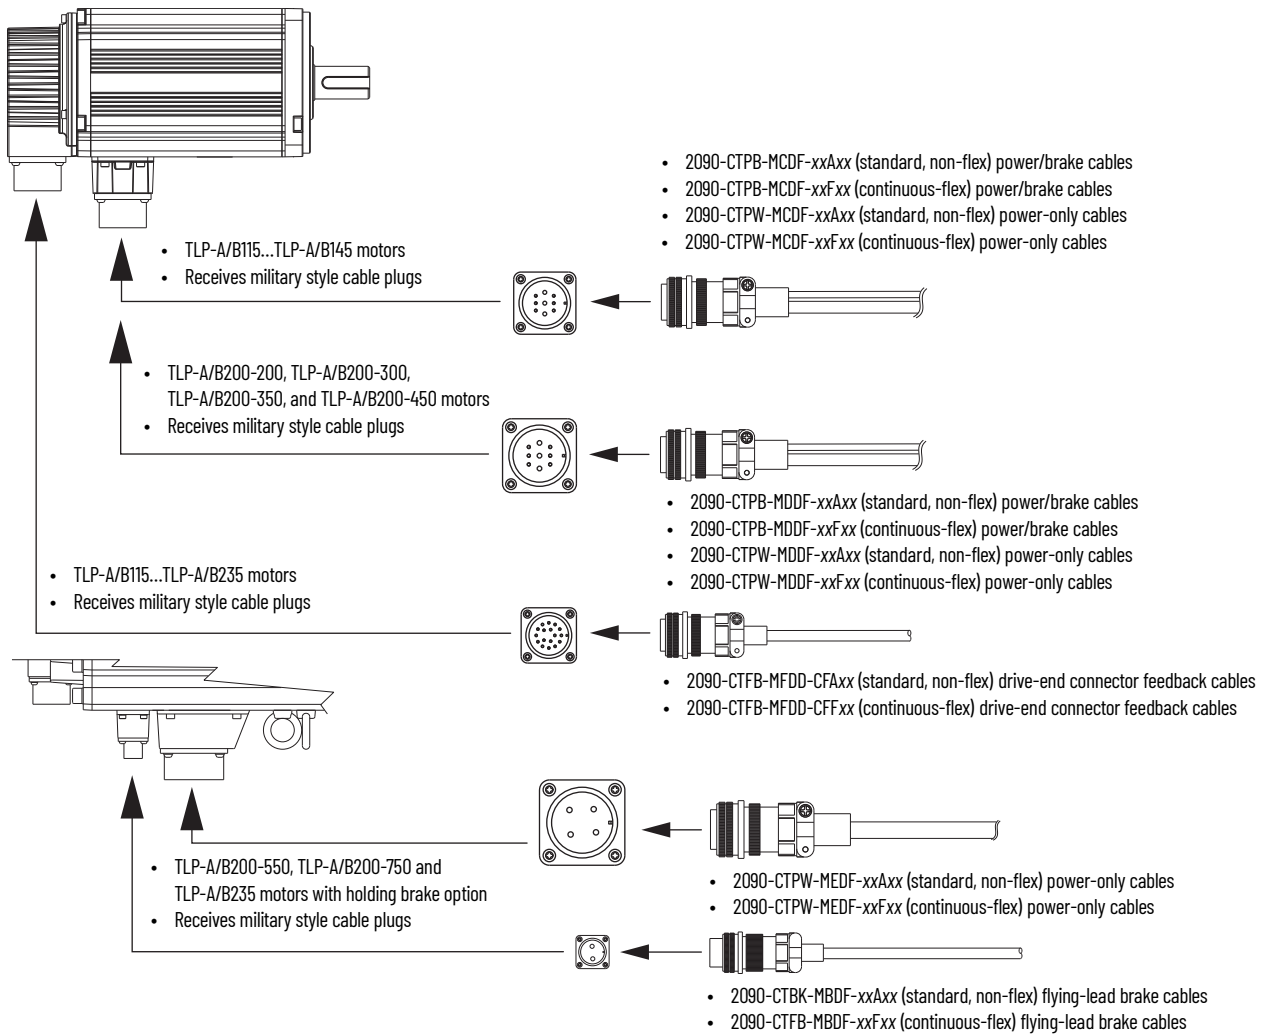 • 2090-CTPB-MCDF-xxAxx (standard, non-flex) power/brake cables
• 2090-CTPB-MCDF-xxFxx (continuous-flex) power/brake cables
• 2090-CTPW-MCDF-xxAxx (standard, non-flex) power-only cables
• 2090-CTPW-MCDF-xxFxx (continuous-flex) power-only cables
• TLP-A/B115...TLP-A/B145 motors
• Receives military style cable plugs
• TLP-A/B200-200, TLP-A/B200-300,
TLP-A/B200-350, and TLP-A/B200-450 motors
• Receives military style cable plugs
• 2090-CTPB-MDDF-xxAxx (standard, non-flex) power/brake cables
• 2090-CTPB-MDDF-xxFxx (continuous-flex) power/brake cables
• 2090-CTPW-MDDF-xxAxx (standard, non-flex) power-only cables
• 2090-CTPW-MDDF-xxFxx (continuous-flex) power-only cables
• TLP-A/B115...TLP-A/B235 motors
• Receives military style cable plugs
• 2090-CTFB-MFDD-CFAxx (standard, non-flex) drive-end connector feedback cables
• 2090-CTFB-MFDD-CFFxx (continuous-flex) drive-end connector feedback cables
• TLP-A/B200-550, TLP-A/B200-750 and
TLP-A/B235 motors with holding brake option
• Receives military style cable plugs
• 2090-CTPW-MEDF-xxAxx (standard, non-flex) power-only cables
• 2090-CTPW-MEDF-xxFxx (continuous-flex) power-only cables
• 2090-CTBK-MBDF-xxAxx (standard, non-flex) flying-lead brake cables
• 2090-CTFB-MBDF-xxFxx (continuous-flex) flying-lead brake cables